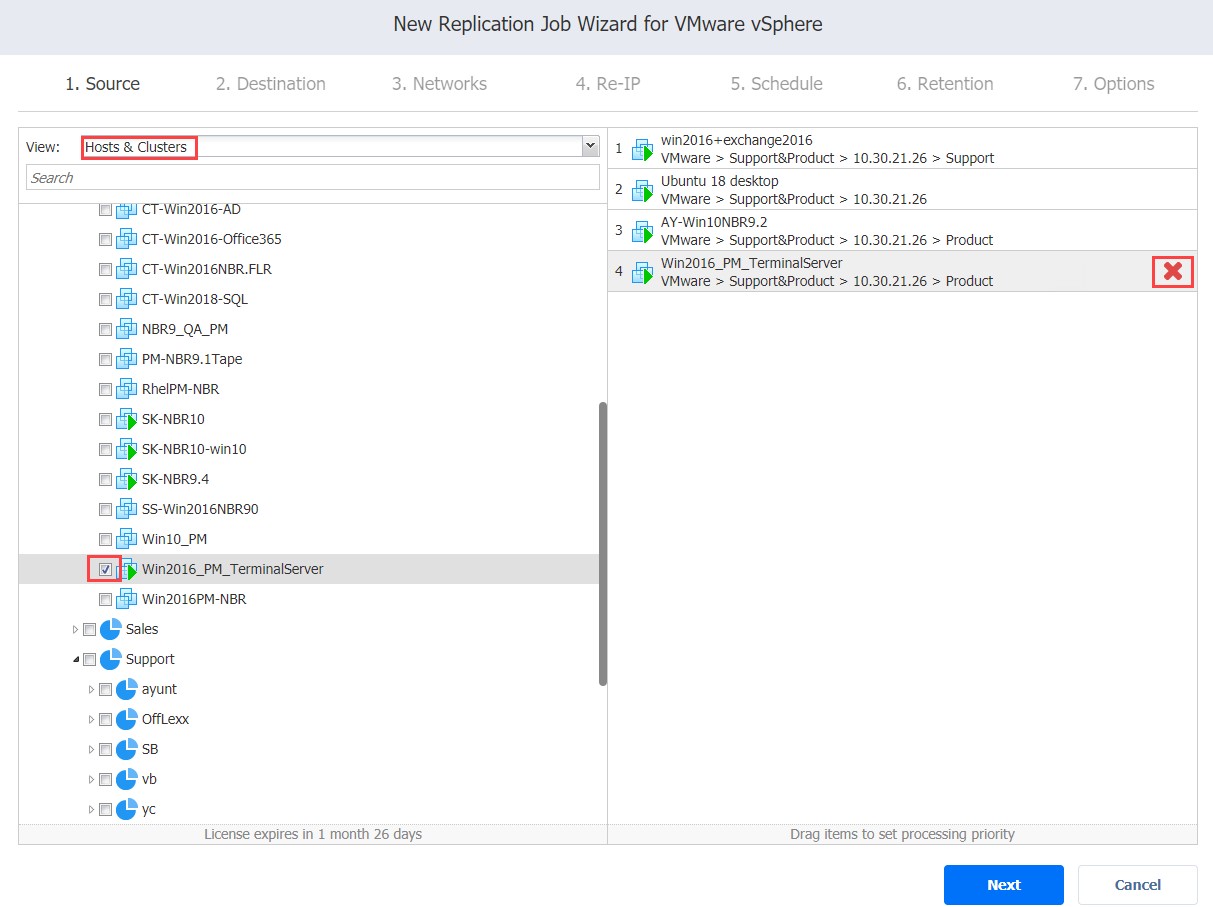 New Replication Job Wizard for VMware vSphere
1. Source
2. Destination
3. Networks
4. Re-IP
5. Schedule
6. Retention
7. Options
View: Hosts & Clusters
Search
CT-Win2016-AD
CT-Win2016-Office365
CT-Win2016NBR.FLR
CT-Win2018-SQL
NBR9_QA_PM
PM-NBR9.1Tape
RhelPM-NBR
SK-NBR10
SK-NBR10-win10
SK-NBR9.4
SS-Win2016NBR90
Win10_PM
Win2016_PM_TerminalServer
Win2016PM-NBR
Sales
Support
ayunt
OffLexx
SB
vb
yc
License expires in 1 month 26 days
1 win2016+exchange2016
VMware > Support&Product > 10.30.21.26 > Support
2 Ubuntu 18 desktop
VMware > Support&Product > 10.30.21.26
3 AY-Win10NBR9.2
VMware > Support&Product > 10.30.21.26 > Product
4 Win2016_PM_TerminalServer
VMware > Support&Product > 10.30.21.26 > Product
Drag items to set processing priority
Next
Cancel